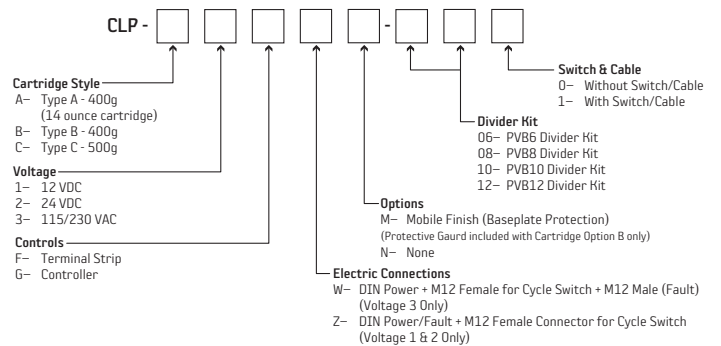 CLP -
-
Cartridge Style
A– Type A - 400g
(14 ounce cartridge)
B– Type B - 400g
C– Type C - 500g
Voltage
1– 12 VDC
2– 24 VDC
3– 115/230 VAC
Controls
F– Terminal Strip
G– Controller
Switch & Cable
0– Without Switch/Cable
1– With Switch/Cable
Divider Kit
06– PVB6 Divider Kit
08– PVB8 Divider Kit
10– PVB10 Divider Kit
12– PVB12 Divider Kit
Options
M– Mobile Finish (Baseplate Protection)
(Protective Gaurd included with Cartridge Option B only)
N– None
Electric Connections
W– DIN Power + M12 Female for Cycle Switch + M12 Male (Fault)
(Voltage 3 Only)
Z– DIN Power/Fault + M12 Female Connector for Cycle Switch
(Voltage 1 & 2 Only)